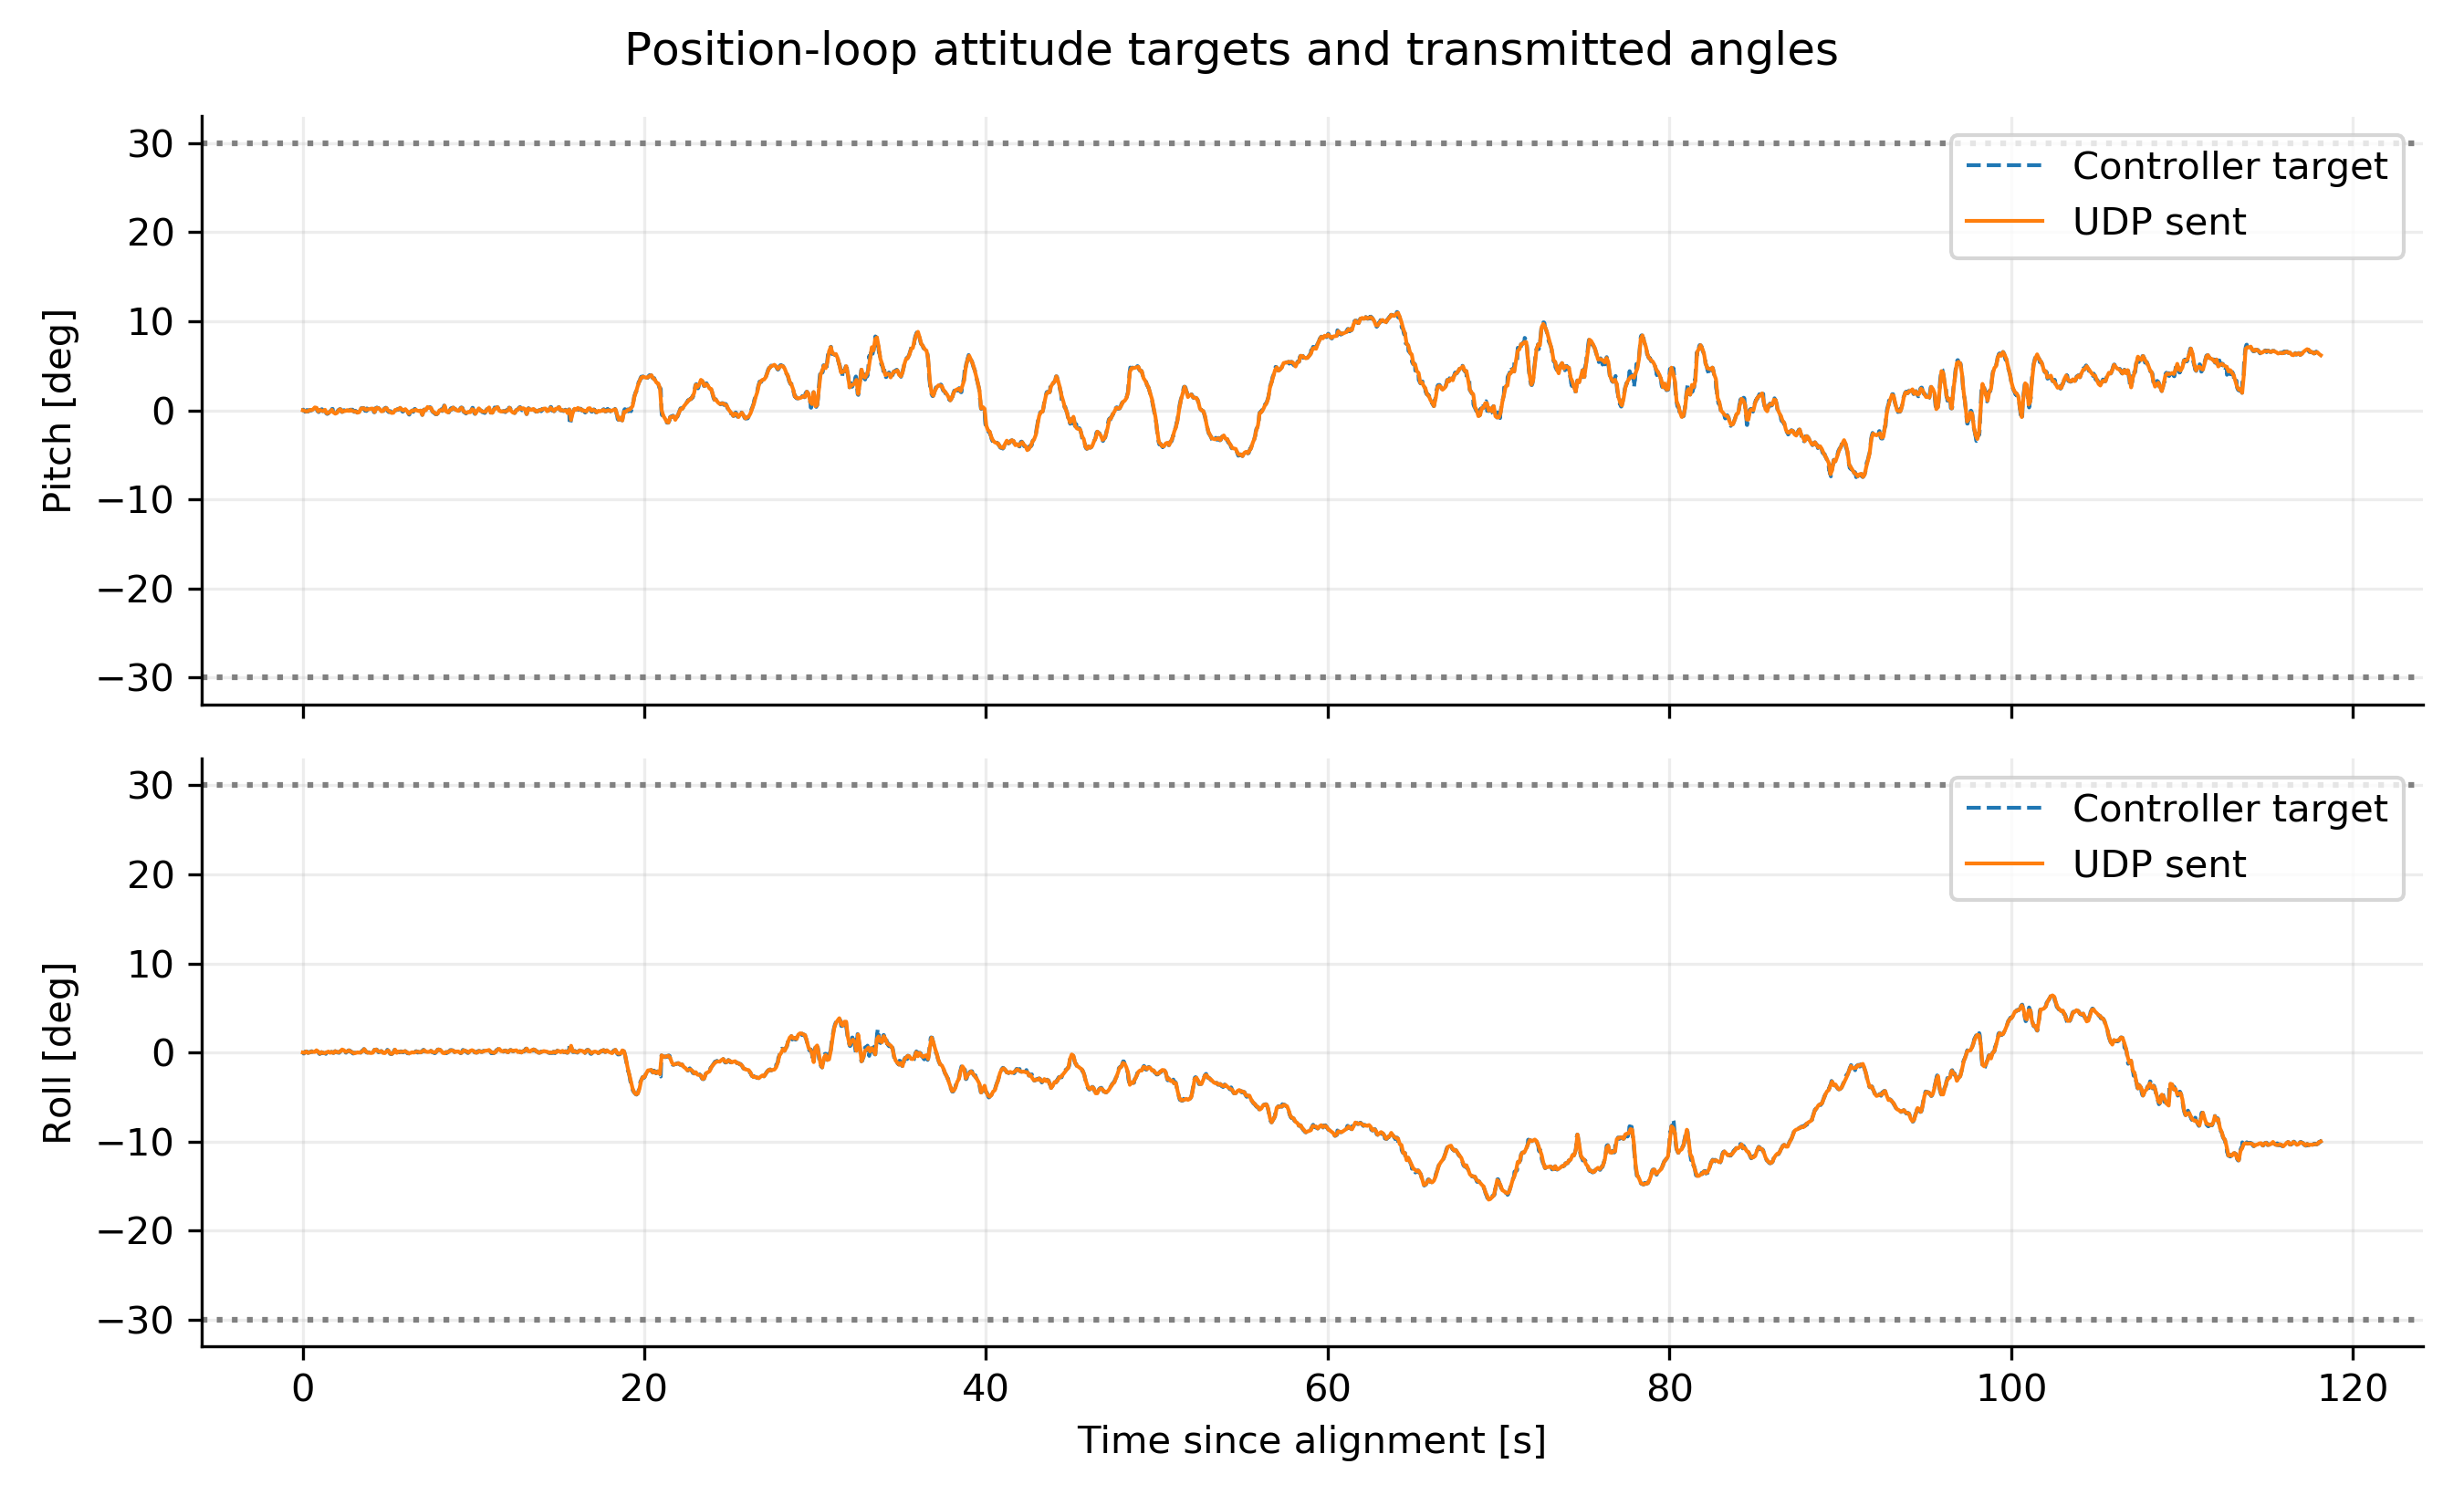 Position-loop attitude targets and transmitted angles
30
20
10
0
−10
−20
−30
Pitch [deg]
Controller target
UDP sent
30
20
10
0
−10
−20
−30
Roll [deg]
Controller target
UDP sent
0 20 40 60 80 100 120
Time since alignment [s]